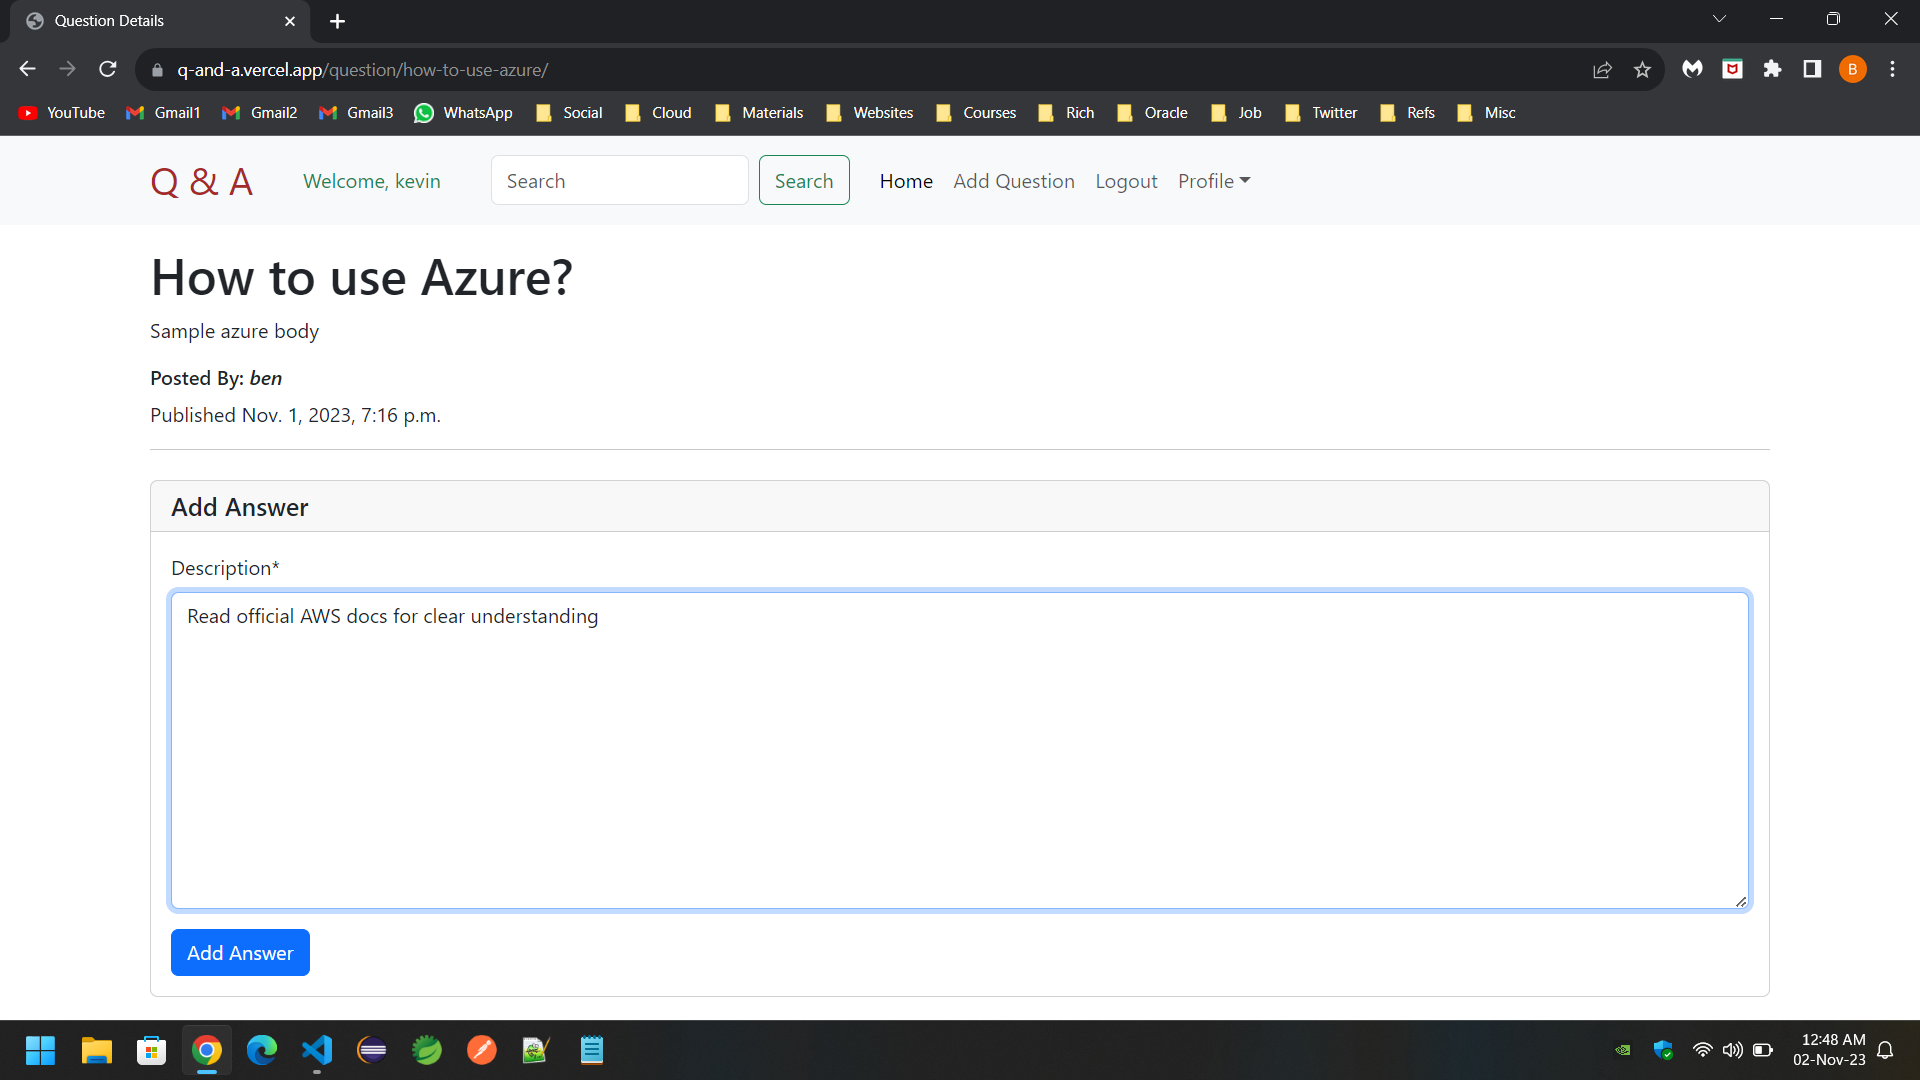 Question Details
q-and-a.vercel.app/question/how-to-use-azure/
B
YouTube Gmail1 Gmail2 Gmail3 WhatsApp Social Cloud Materials Websites Courses Rich Oracle Job Twitter Refs Misc
Q & A Welcome, kevin Search Search Home Add Question Logout Profile
How to use Azure?
Sample azure body
Posted By: ben
Published Nov. 1, 2023, 7:16 p.m.
Add Answer
Description*
Read official AWS docs for clear understanding
Add Answer
12:48 AM
02-Nov-23